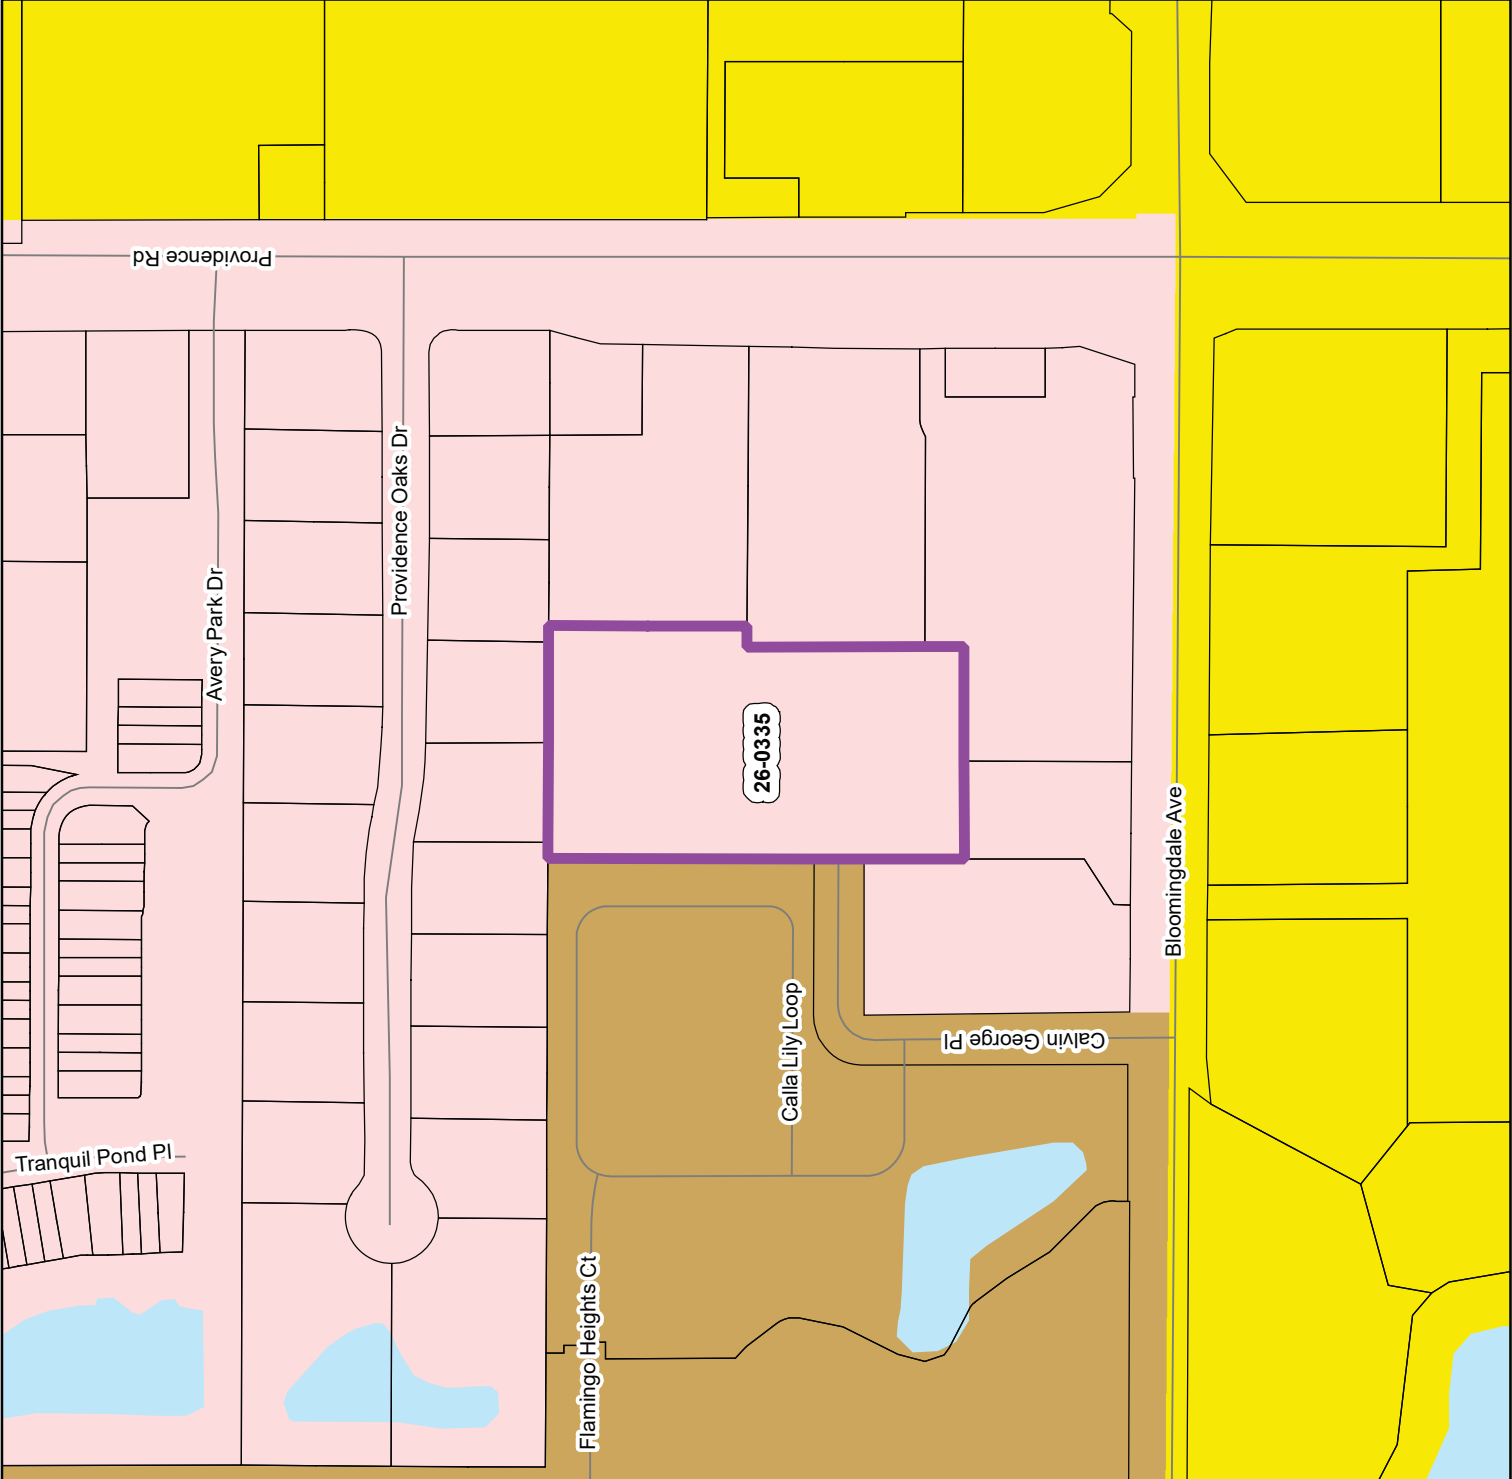 Providence Rd
Providence Oaks Dr
Avery Park Dr
26-0335
Bloomingdale Ave
Calla Lily Loop
Calvin George Pl
Tranquil Pond Pl
Flamingo Heights Ct